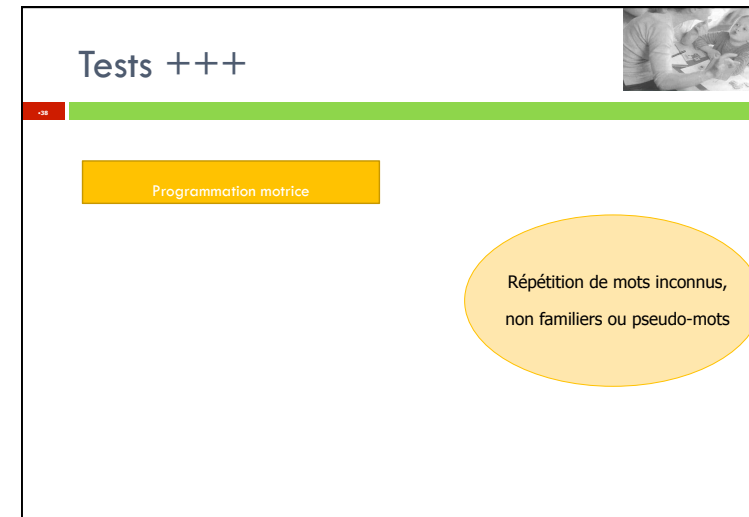 Tests +++
•38
Programmation motrice
Répétition de mots inconnus,
non familiers ou pseudo-mots